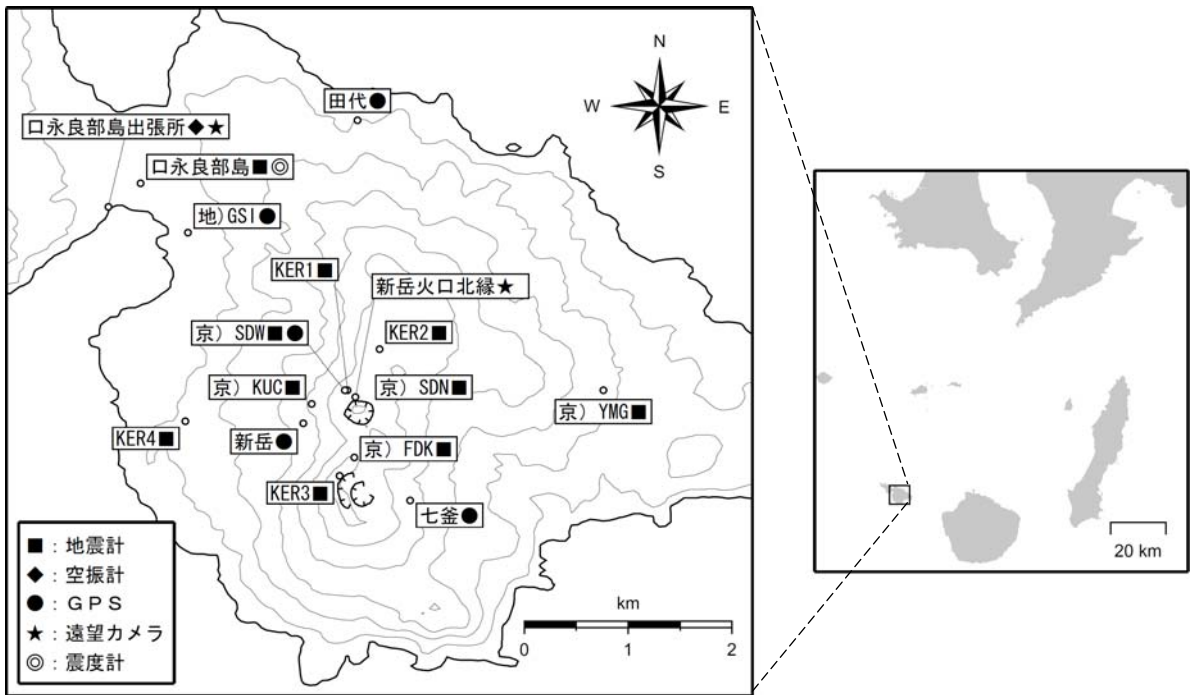 N
W
E
S
田代●
口永良部島出張所◆★
口永良部島■◎
地)GSI●
KER1■
新岳火口北縁★
京) SDW■●
KER2■
京) KUC■
京) SDN■
京) YMG■
KER4■
新岳●
京) FDK■
KER3■
七釜●
■：地震計
◆：空振計
●：ＧＰＳ
★：遠望カメラ
◎：震度計
km
0 1 2
20 km